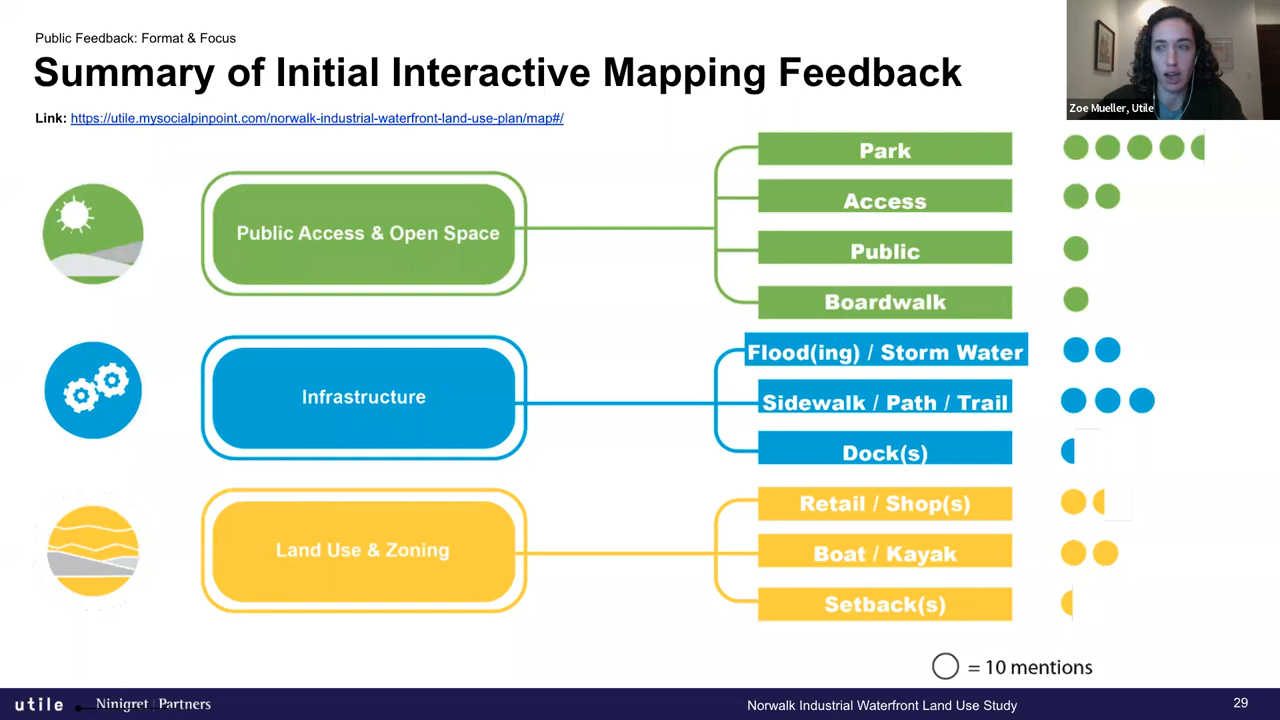 Public Feedback: Format & Focus
Summary of Initial Interactive Mapping Feedback
Link: https://utile.mysocialpinpoint.com/norwalk-industrial-waterfront-land-use-plan/map#/
Zoe Mueller, Utile
Public Access & Open Space
Park
Access
Public
Boardwalk
Infrastructure
Flood(ing) / Storm Water
Sidewalk / Path / Trail
Dock(s)
Land Use & Zoning
Retail / Shop(s)
Boat / Kayak
Setback(s)
= 10 mentions
utile
Ninigret | Partners
Norwalk Industrial Waterfront Land Use Study
29